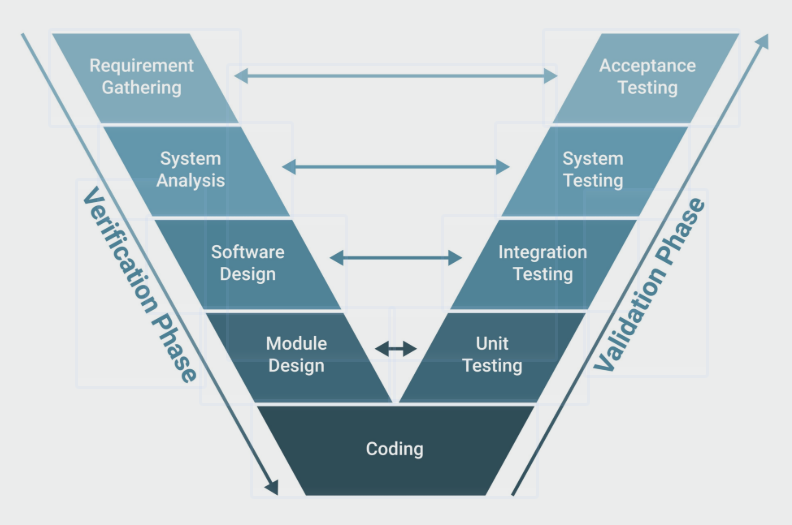 Requirement
Gathering
Acceptance
Testing
System
Analysis
System
Testing
Software
Design
Integration
Testing
Module
Design
Unit
Testing
Coding
Verification Phase
Validation Phase